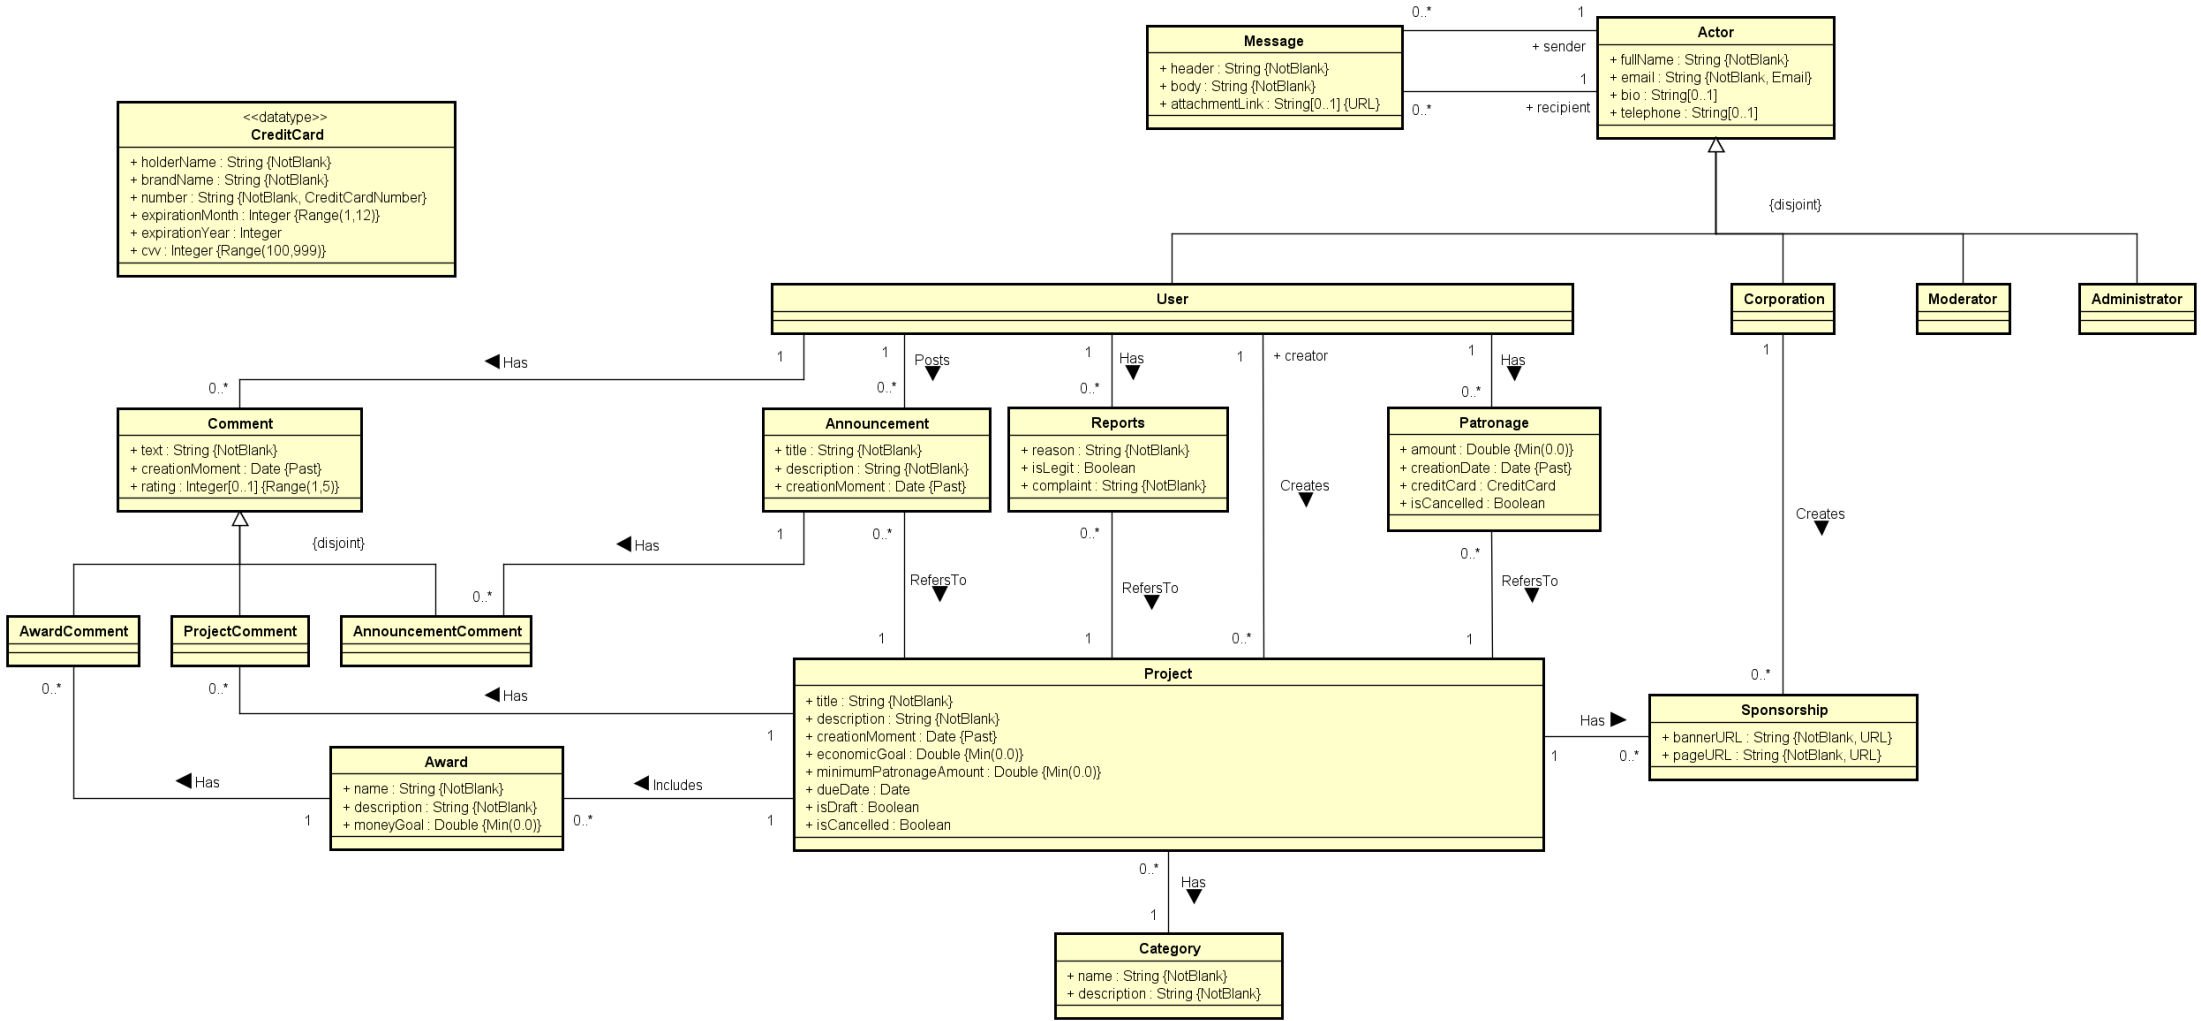 0..*
1
Message
+ header : String {NotBlank}
+ body : String {NotBlank}
+ attachmentLink : String[0..1] {URL}
+ sender
1
0..*
+ recipient
Actor
+ fullName : String {NotBlank}
+ email : String {NotBlank, Email}
+ bio : String[0..1]
+ telephone : String[0..1]
<<datatype>>
CreditCard
+ holderName : String {NotBlank}
+ brandName : String {NotBlank}
+ number : String {NotBlank, CreditCardNumber}
+ expirationMonth : Integer {Range(1,12)}
+ expirationYear : Integer
+ cvv : Integer {Range(100,999)}
{disjoint}
User
Corporation
Moderator
Administrator
Has
1
0..*
1
Posts
0..*
1
Has
0..*
1
+ creator
1
Has
0..*
1
Comment
+ text : String {NotBlank}
+ creationMoment : Date {Past}
+ rating : Integer[0..1] {Range(1,5)}
Announcement
+ title : String {NotBlank}
+ description : String {NotBlank}
+ creationMoment : Date {Past}
Reports
+ reason : String {NotBlank}
+ isLegit : Boolean
+ complaint : String {NotBlank}
Creates
Patronage
+ amount : Double {Min(0.0)}
+ creationDate : Date {Past}
+ creditCard : CreditCard
+ isCancelled : Boolean
Creates
{disjoint}
Has
1
0..*
0..*
RefersTo
1
0..*
RefersTo
1
0..*
0..*
RefersTo
1
0..*
AwardComment
ProjectComment
AnnouncementComment
0..*
0..*
Has
1
Project
+ title : String {NotBlank}
+ description : String {NotBlank}
+ creationMoment : Date {Past}
+ economicGoal : Double {Min(0.0)}
+ minimumPatronageAmount : Double {Min(0.0)}
+ dueDate : Date
+ isDraft : Boolean
+ isCancelled : Boolean
Has
1
0..*
Sponsorship
+ bannerURL : String {NotBlank, URL}
+ pageURL : String {NotBlank, URL}
Has
1
Award
+ name : String {NotBlank}
+ description : String {NotBlank}
+ moneyGoal : Double {Min(0.0)}
Includes
0..*
1
0..*
Has
1
Category
+ name : String {NotBlank}
+ description : String {NotBlank}